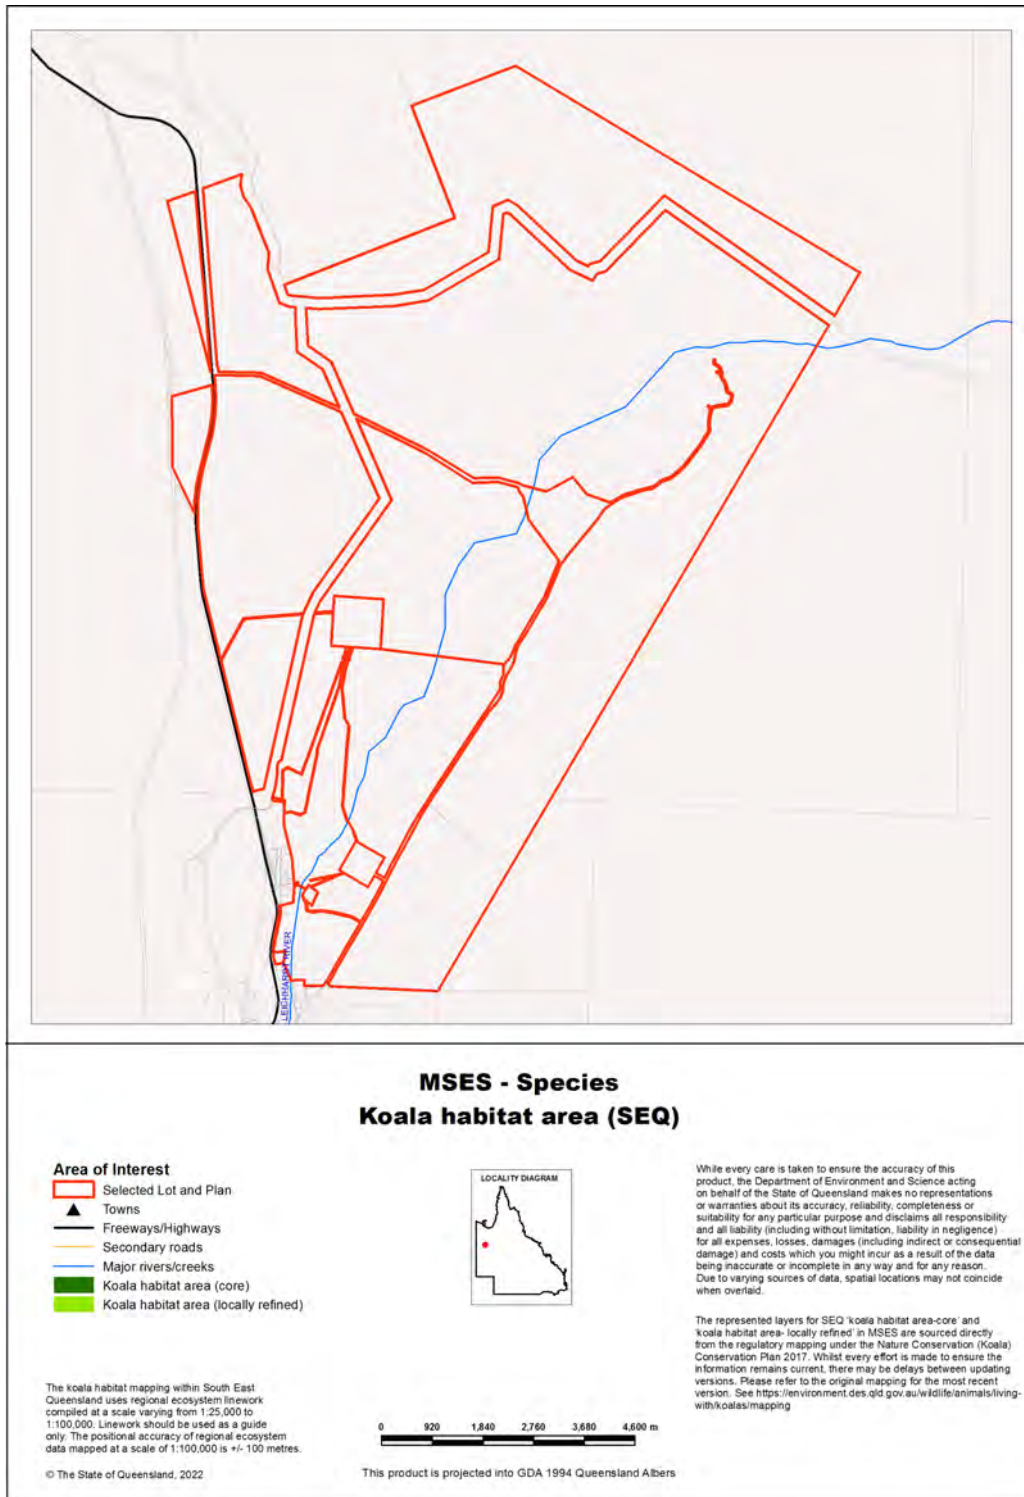 LEICHHARDT RIVER
MSES - Species
Koala habitat area (SEQ)
Area of Interest
Selected Lot and Plan
Towns
Freeways/Highways
Secondary roads
Major rivers/creeks
Koala habitat area (core)
Koala habitat area (locally refined)
LOCALITY DIAGRAM
While every care is taken to ensure the accuracy of this
product, the Department of Environment and Science acting
on behalf of the State of Queensland makes no representations
or warranties about its accuracy, reliability, completeness or
suitability for any particular purpose and disclaims all responsibility
and all liability (including without limitation, liability in negligence)
for all expenses, losses, damages (including indirect or consequential
damage) and costs which you might incur as a result of the data
being inaccurate or incomplete in any way and for any reason.
Due to varying sources of data, spatial locations may not coincide
when overlaid.
The represented layers for SEQ 'koala habitat area-core' and
'koala habitat area- locally refined' in MSES are sourced directly
from the regulatory mapping under the Nature Conservation (Koala)
Conservation Plan 2017. Whilst every effort is made to ensure the
information remains current, there may be delays between updating
versions. Please refer to the original mapping for the most recent
version. See https://environment.des.qld.gov.au/wildlife/animals/living-
with/koalas/mapping
The koala habitat mapping within South East
Queensland uses regional ecosystem linework
compiled at a scale varying from 1:25,000 to
1:100,000. Linework should be used as a guide
only. The positional accuracy of regional ecosystem
data mapped at a scale of 1:100,000 is +/- 100 metres.
© The State of Queensland, 2022
0 920 1,840 2,760 3,680 4,600 m
This product is projected into GDA 1994 Queensland Albers